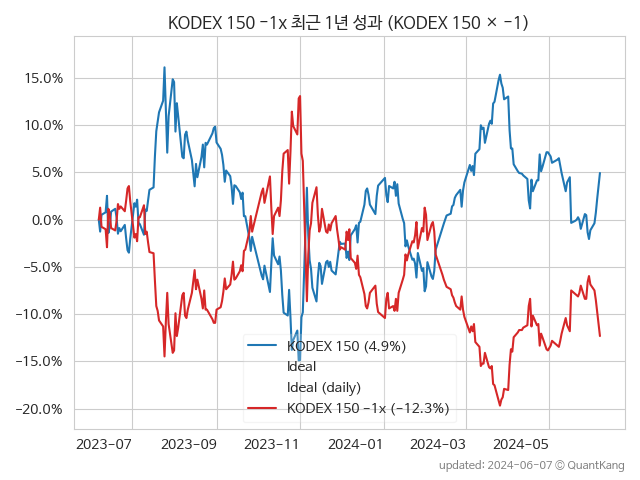 KODEX 150 -1x 최근 1년 성과 (KODEX 150 × -1)
15.0%
10.0%
5.0%
0.0%
-5.0%
-10.0%
-15.0%
-20.0%
KODEX 150 (4.9%)
Ideal
Ideal (daily)
KODEX 150 -1x (-12.3%)
2023-07 2023-09 2023-11 2024-01 2024-03 2024-05
updated: 2024-06-07 © QuantKang